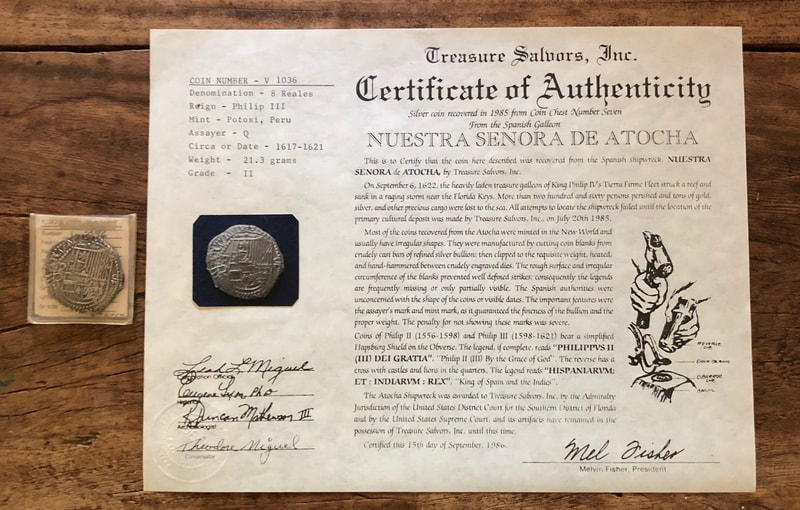 COIN NUMBER - V 1036
Denomination - 8 Reales
Reign - Philip III
Mint - Potosi, Peru
Assayer - Q
Circa or Date - 1617-1621
Weight - 21.3 grams
Grade - II
Treasure Salvors, Inc.
Certificate of Authenticity
Silver coin recovered in 1985 from Coin Chest Number Seven
From the Spanish Galleon
NUESTRA SENORA DE ATOCHA
This is to Certify that the coin here described was recovered from the Spanish shipwreck, NUESTRA
SENORA de ATOCHA, by Treasure Salvors, Inc.
On September 6, 1622, the heavily laden treasure galleon of King Philip IV's Tierra Firme Fleet struck a reef and
sank in a raging storm near the Florida Keys. More than two hundred and sixty persons perished and tons of gold,
silver, and other precious cargo were lost to the sea. All attempts to locate the shipwreck failed until the location of the
primary cultural deposit was made by Treasure Salvors, Inc., on July 20th 1985.
Most of the coins recovered from the Atocha were minted in the New World and
usually have irregular shapes. They were manufactured by cutting coin blanks from
crudely cast bars of refined silver bullion; then clipped to the requisite weight, heated,
and hand-hammered between crudely engraved dies. The rough surface and irregular
circumference of the blanks prevented well defined strikes; consequently the legends
are frequently missing or only partially visible. The Spanish authorities were
unconcerned with the shape of the coins or visible dates. The important features were
the assayer's mark and mint mark, as it guaranteed the fineness of the bullion and the
proper weight. The penalty for not showing these marks was severe.
Coins of Philip II (1556-1598) and Philip III (1598-1621) bear a simplified
Hapsburg Shield on the Obverse. The legend, if complete, reads "PHILIPPVS II
(III) DEI GRATIA". "Philip II (III) By the Grace of God". The reverse has a
cross with castles and lions in the quarters. The legend reads "HISPANIARVM:
ET : INDIARVM : REX". "King of Spain and the Indies".
The Atocha Shipwreck was awarded to Treasure Salvors, Inc. by the Admiralty
Jurisdiction of the United States District Court for the Southern District of Florida
and by the United States Supreme Court, and its artifacts have remained in the
possession of Treasure Salvors, Inc. until this time.
Certified this 15th day of September, 1986.
REVERSE
DIE
COIN BLANK
OBVERSE
DIE
ANVIL
Eugene Lyon, PhD
R Duncan Mathewson III
Archaeologist
Theodore Miguel
Conservator
Mel Fisher
Melvin Fisher, President